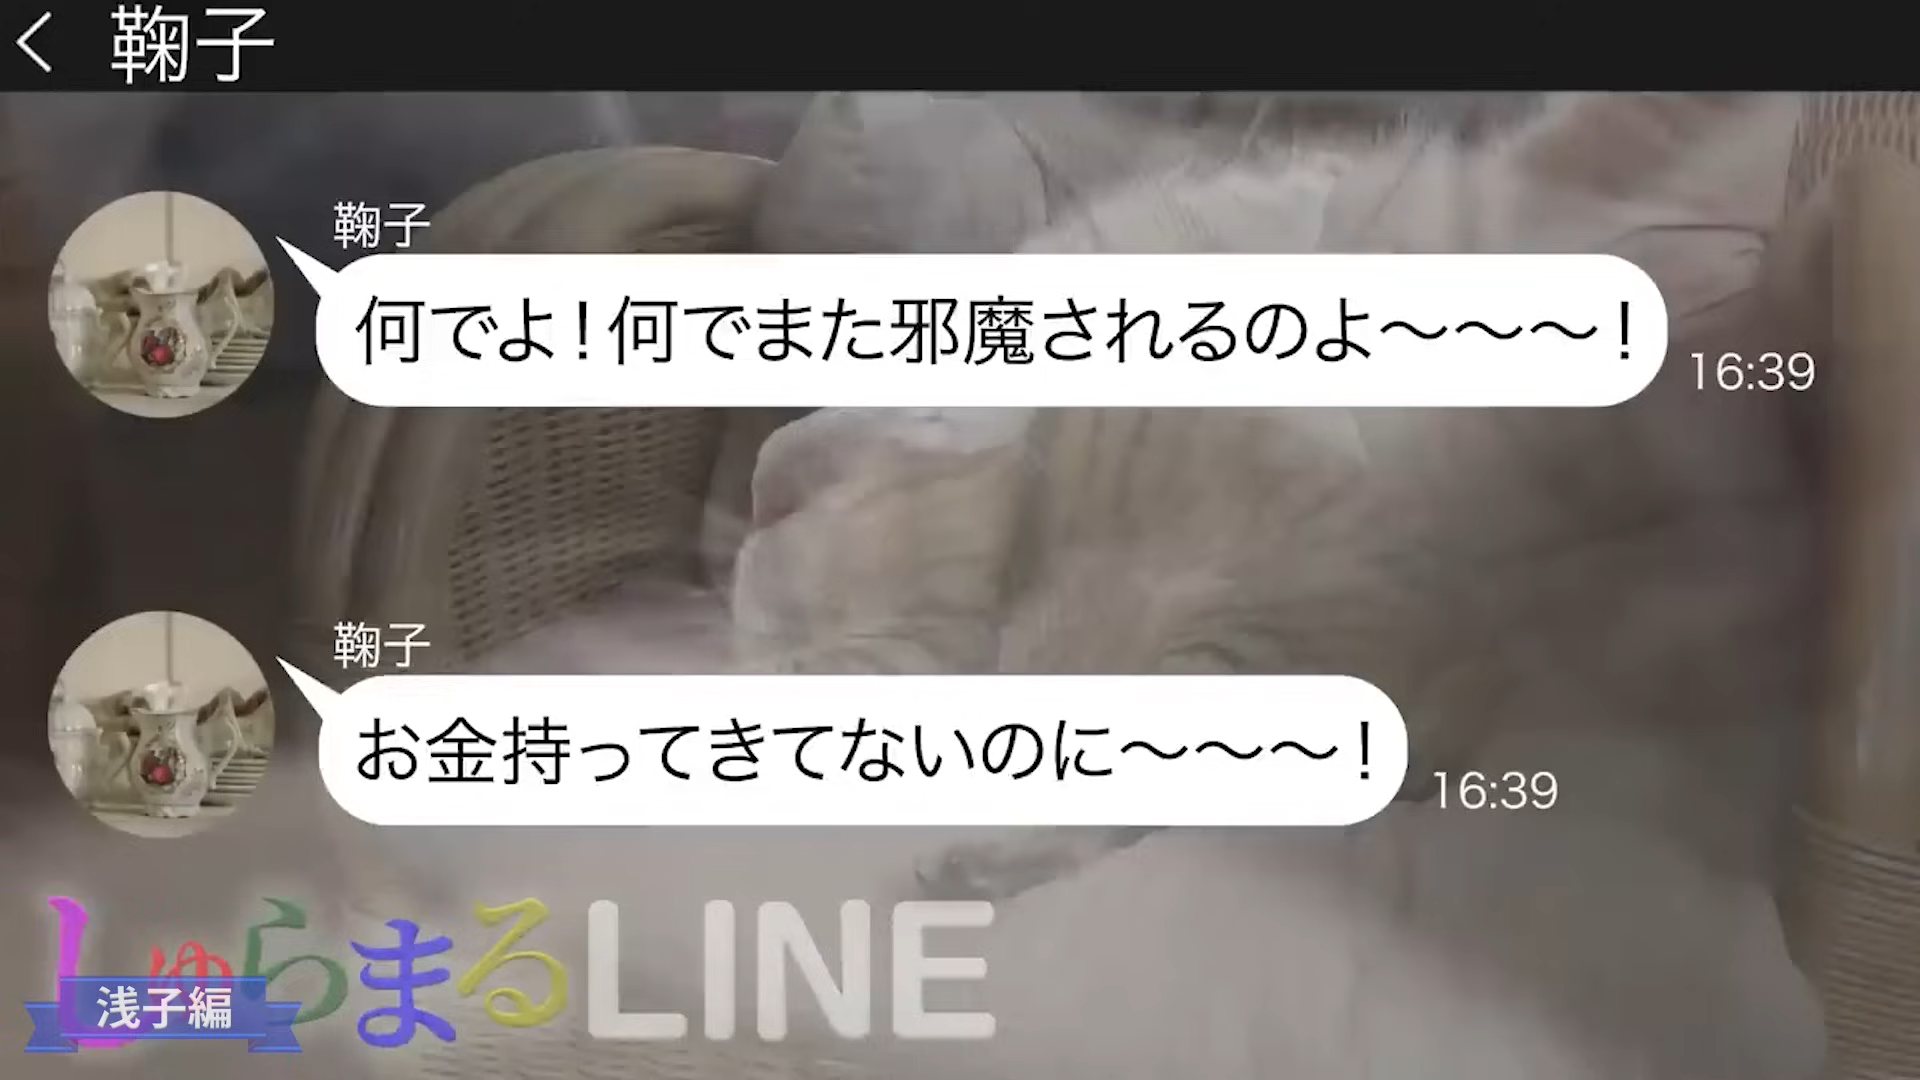 鞠子
鞠子
何でよ！何でまた邪魔されるのよ〜〜〜！
16:39
鞠子
お金持ってきてないのに〜〜〜！
16:39
しゅらまるLINE
浅子編